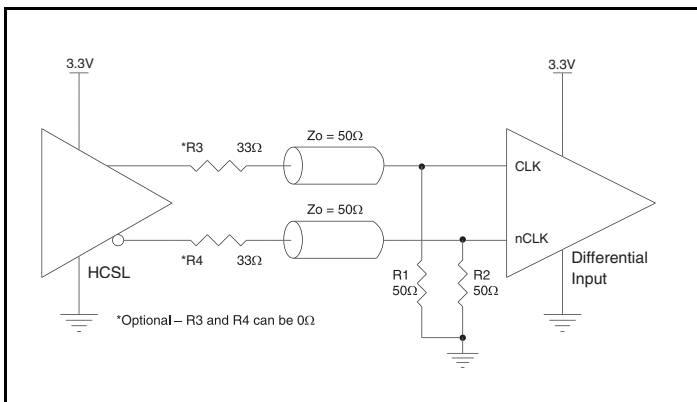 3.3V
3.3V
*R3 33Ω
Zo = 50Ω
CLK
Zo = 50Ω
nCLK
*R4 33Ω
HCSL
Differential
Input
R1
50Ω
R2
50Ω
*Optional – R3 and R4 can be 0Ω